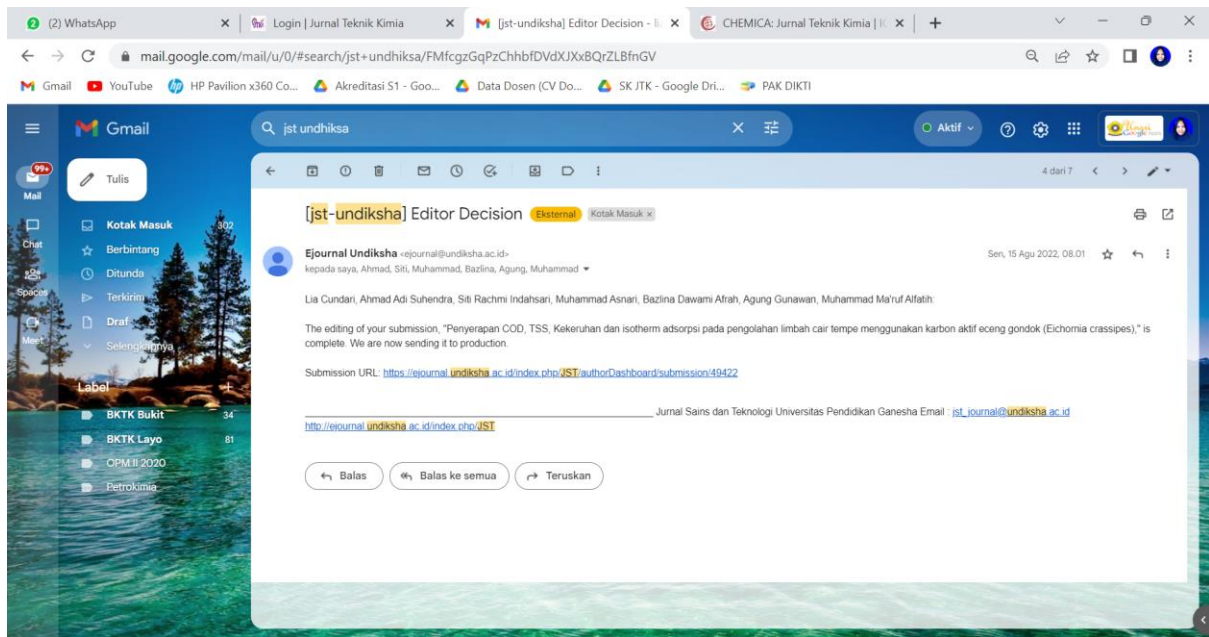 (2) WhatsApp
Login | Jurnal Teknik Kimia
[jst-undiksha] Editor Decision - li
CHEMICA: Jurnal Teknik Kimia |
mail.google.com/mail/u/0/#search/jst+undhiksa/FMfcgzGqPzChhbfDVdXJXxBQrZLBfnGV
Gmail
YouTube
HP Pavilion x360 Co...
Akreditasi S1 - Goo...
Data Dosen (CV Do...
SK JTK - Google Dri...
PAK DIKTI
Gmail
jst undhiksa
Aktif
99+
Mail
Chat
Spaces
Meet
Tulis
Kotak Masuk 302
Berbintang
Ditunda
Terkirim
Draf
Selengkapnya
Label
BKTK Bukit 34
BKTK Layo 81
OPM II 2020
Petrokimia
4 dari 7
[jst-undiksha] Editor Decision Eksternal Kotak Masuk x
Ejournal Undiksha <ejournal@undiksha.ac.id> Sen, 15 Agu 2022, 08.01
kepada saya, Ahmad, Siti, Muhammad, Bazlina, Agung, Muhammad
Lia Cundari, Ahmad Adi Suhendra, Siti Rachmi Indahsari, Muhammad Asnari, Bazlina Dawami Afrah, Agung Gunawan, Muhammad Ma'ruf Alfatih:
The editing of your submission, "Penyerapan COD, TSS, Kekeruhan dan isotherm adsorpsi pada pengolahan limbah cair tempe menggunakan karbon aktif eceng gondok (Eichornia crassipes)," is
complete. We are now sending it to production.
Submission URL: https://ejournal.undiksha.ac.id/index.php/JST/authorDashboard/submission/49422
Jurnal Sains dan Teknologi Universitas Pendidikan Ganesha Email : jst_journal@undiksha.ac.id
http://ejournal.undiksha.ac.id/index.php/JST
Balas
Balas ke semua
Teruskan